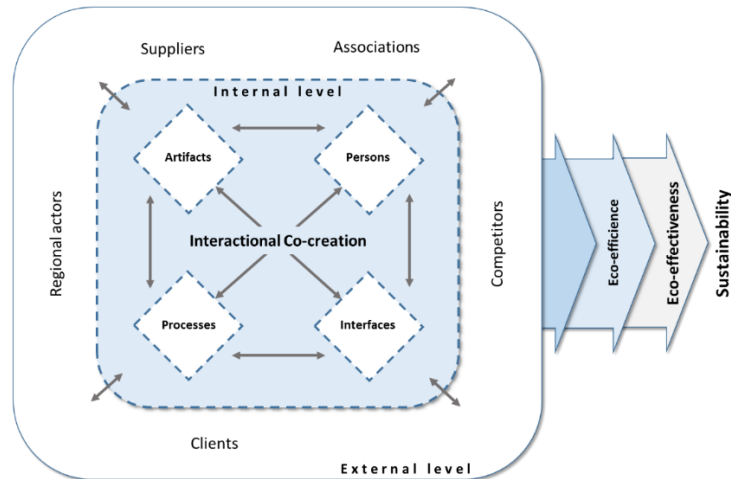 Suppliers
Associations
Internal level
Artifacts
Persons
Regional actors
Interactional Co-creation
Competitors
Processes
Interfaces
Clients
External level
Eco-efficience
Eco-effectiveness
Sustainability